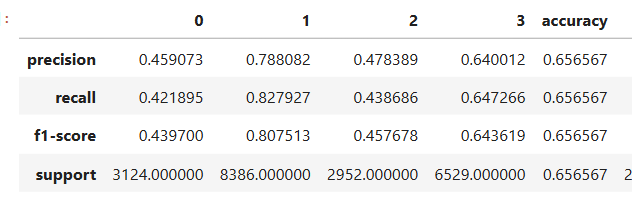 :
0 1 2 3 accuracy
precision 0.459073 0.788082 0.478389 0.640012 0.656567
recall 0.421895 0.827927 0.438686 0.647266 0.656567
f1-score 0.439700 0.807513 0.457678 0.643619 0.656567
support 3124.000000 8386.000000 2952.000000 6529.000000 0.656567 2